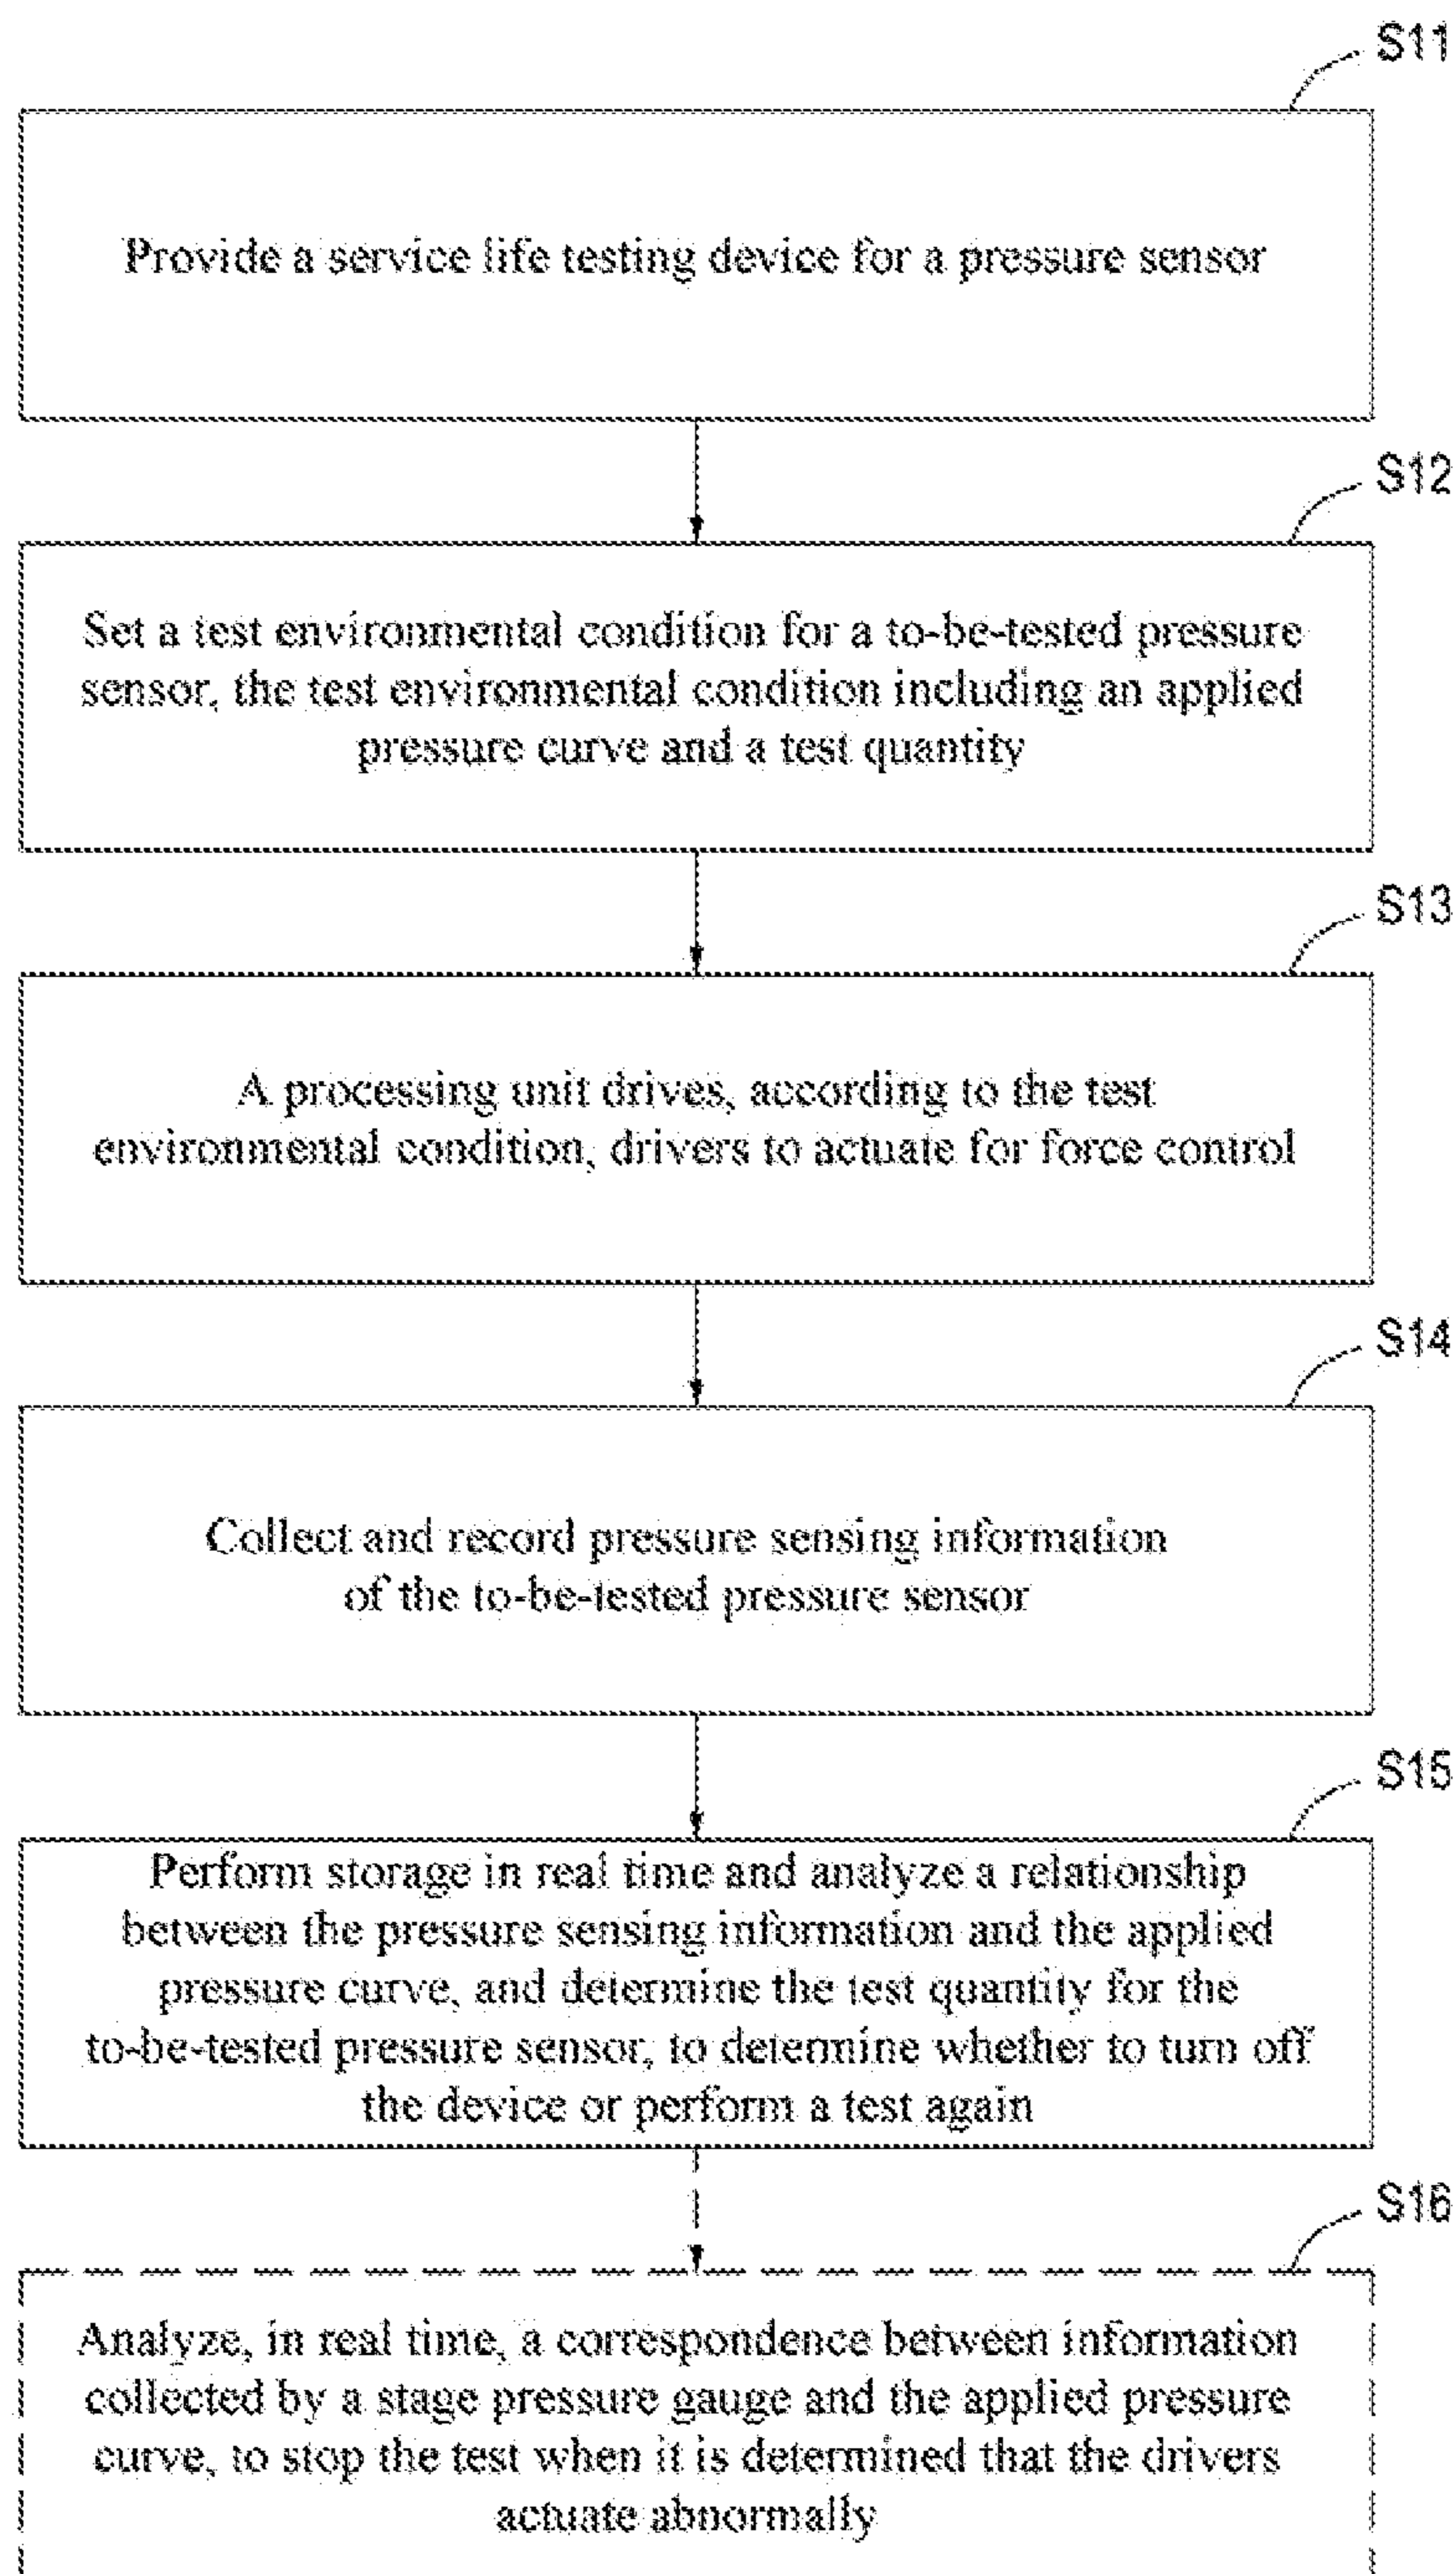 S11
Provide a service life testing device for a pressure sensor
S12
Set a test environmental condition for a to-be-tested pressure
sensor, the test environmental condition including an applied
pressure curve and a test quantity
S13
A processing unit drives, according to the test
environmental condition, drivers to actuate for force control
S14
Collect and record pressure sensing information
of the to-be-tested pressure sensor
S15
Perform storage in real time and analyze a relationship
between the pressure sensing information and the applied
pressure curve, and determine the test quantity for the
to-be-tested pressure sensor, to determine whether to turn off
the device or perform a test again
S16
Analyze, in real time, a correspondence between information
collected by a stage pressure gauge and the applied pressure
curve, to stop the test when it is determined that the drivers
actuate abnormally